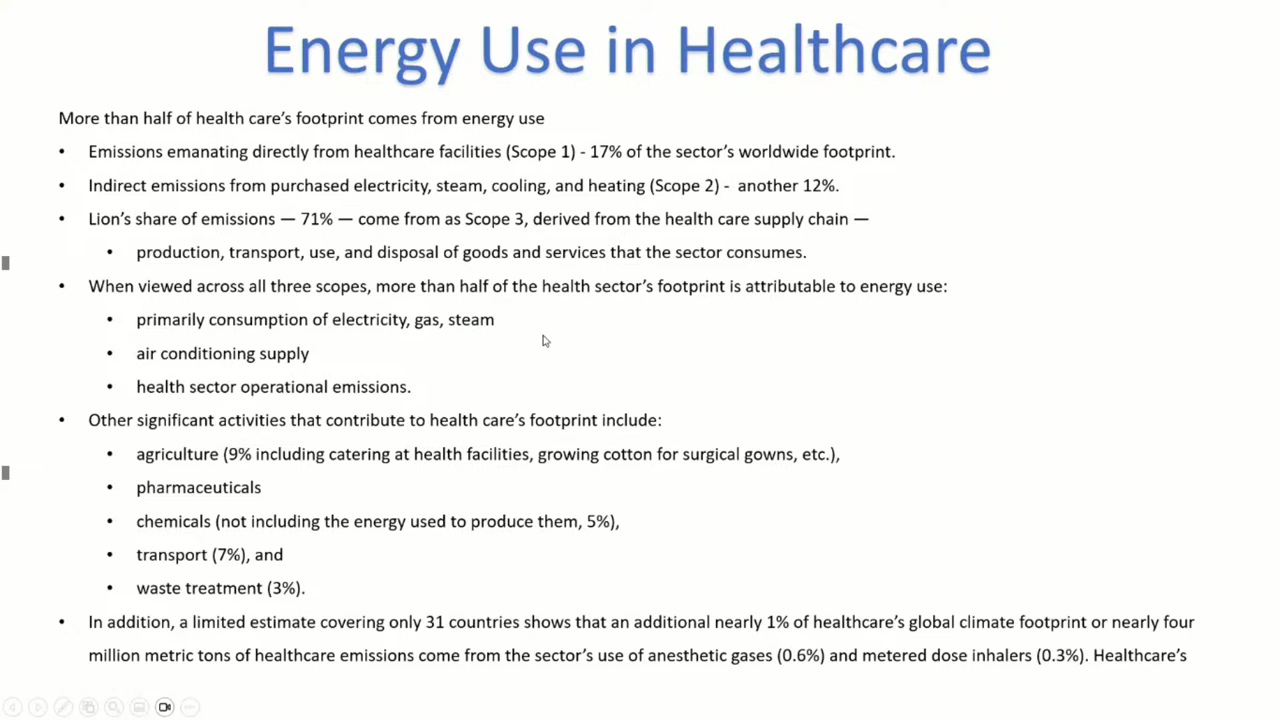 Energy Use in Healthcare
More than half of health care's footprint comes from energy use
• Emissions emanating directly from healthcare facilities (Scope 1) - 17% of the sector's worldwide footprint.
• Indirect emissions from purchased electricity, steam, cooling, and heating (Scope 2) - another 12%.
• Lion's share of emissions — 71% — come from as Scope 3, derived from the health care supply chain —
• production, transport, use, and disposal of goods and services that the sector consumes.
• When viewed across all three scopes, more than half of the health sector's footprint is attributable to energy use:
• primarily consumption of electricity, gas, steam
• air conditioning supply
• health sector operational emissions.
• Other significant activities that contribute to health care's footprint include:
• agriculture (9% including catering at health facilities, growing cotton for surgical gowns, etc.),
• pharmaceuticals
• chemicals (not including the energy used to produce them, 5%),
• transport (7%), and
• waste treatment (3%).
• In addition, a limited estimate covering only 31 countries shows that an additional nearly 1% of healthcare's global climate footprint or nearly four
million metric tons of healthcare emissions come from the sector's use of anesthetic gases (0.6%) and metered dose inhalers (0.3%). Healthcare's